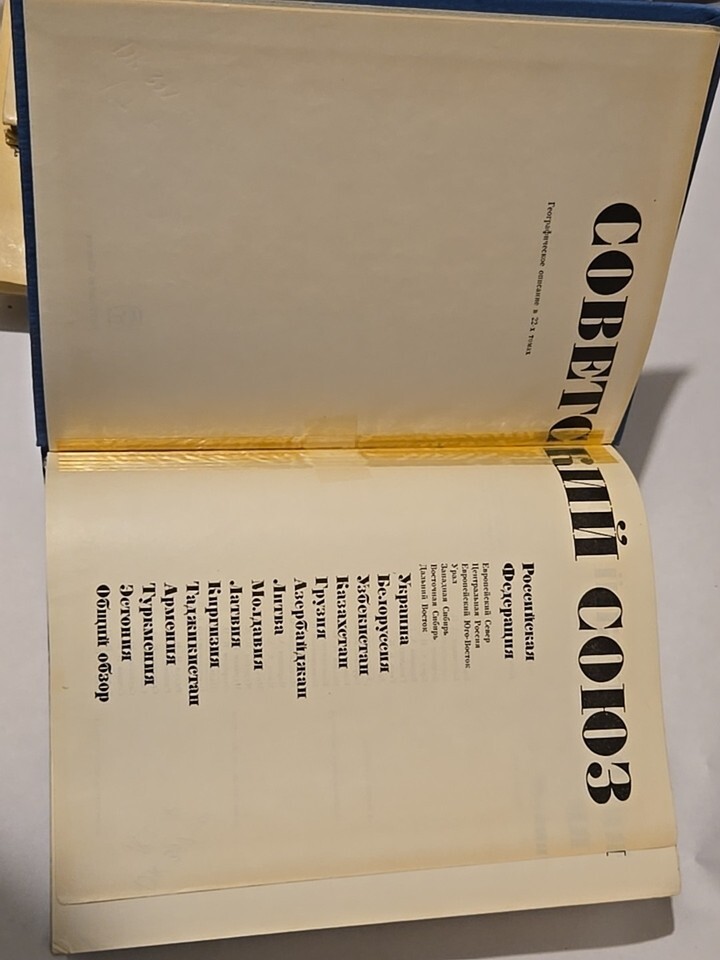 СОВЕТСКИЙ СОЮЗ
Географическое описание в 22-х томах
Российская
Федерация
Европейский Север
Центральная Россия
Европейский Юго-Восток
Урал
Западная Сибирь
Восточная Сибирь
Дальний Восток
Украина
Белоруссия
Узбекистан
Казахстан
Грузия
Азербайджан
Литва
Молдавия
Латвия
Киргизия
Таджикистан
Армения
Туркмения
Эстония
Общий обзор